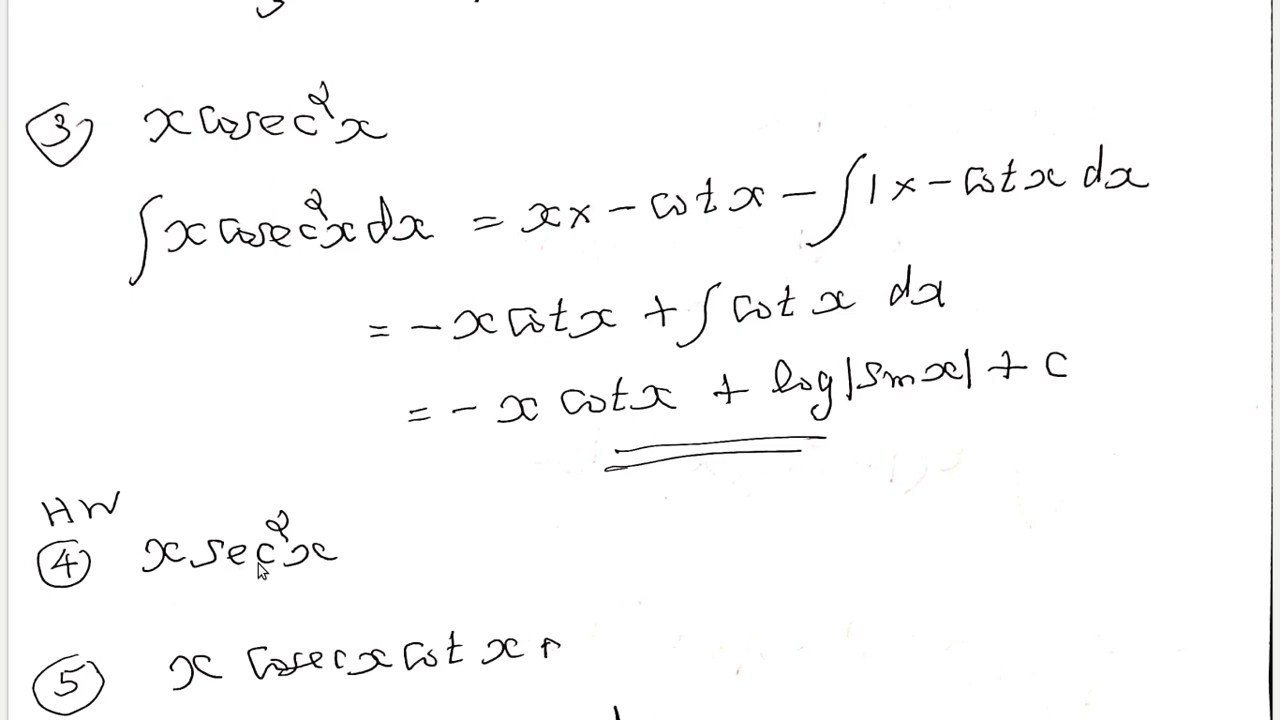 3 x cosec²x
∫ x cosec²x dx = x × - cot x - ∫ 1 × - cot x dx
= - x cot x + ∫ cot x dx
= - x cot x + log |sin x| + c
HW
4 x sec²x
5 x cosec x cot x